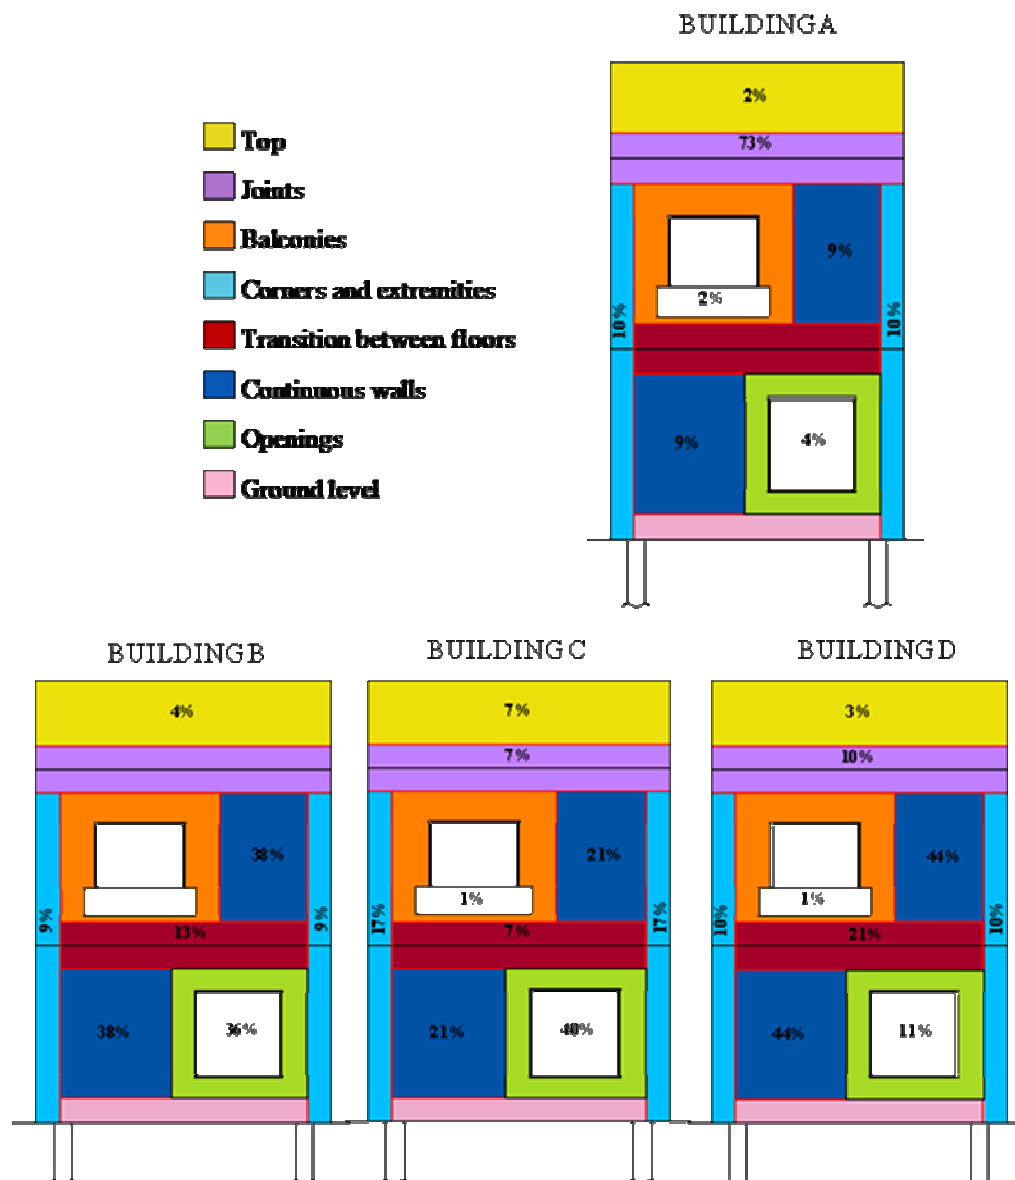 BUILDING A
2%
73%
Top
Joints
Balconies
Corners and extremities
Transition between floors
Continuous walls
Openings
Ground level
9%
2%
10%
10%
9%
4%
BUILDING B
4%
38%
9%
9%
13%
38%
36%
BUILDING C
7%
7%
21%
1%
17%
17%
7%
21%
40%
BUILDING D
3%
10%
44%
1%
10%
10%
21%
44%
11%